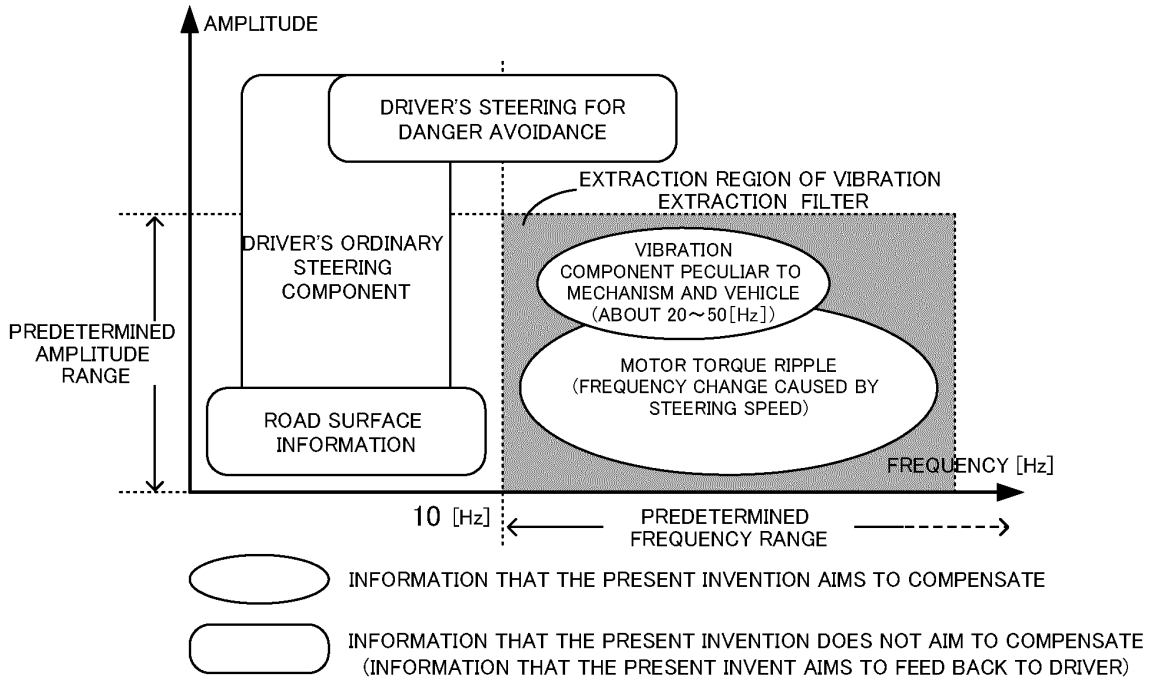 AMPLITUDE
DRIVER'S STEERING FOR
DANGER AVOIDANCE
EXTRACTION REGION OF VIBRATION
EXTRACTION FILTER
DRIVER'S ORDINARY
STEERING
COMPONENT
VIBRATION
COMPONENT PECULIAR TO
MECHANISM AND VEHICLE
(ABOUT 20～50[Hz])
PREDETERMINED
AMPLITUDE
RANGE
MOTOR TORQUE RIPPLE
(FREQUENCY CHANGE CAUSED BY
STEERING SPEED)
ROAD SURFACE
INFORMATION
FREQUENCY [Hz]
10 [Hz]
PREDETERMINED
FREQUENCY RANGE
INFORMATION THAT THE PRESENT INVENTION AIMS TO COMPENSATE
INFORMATION THAT THE PRESENT INVENTION DOES NOT AIM TO COMPENSATE
(INFORMATION THAT THE PRESENT INVENT AIMS TO FEED BACK TO DRIVER)